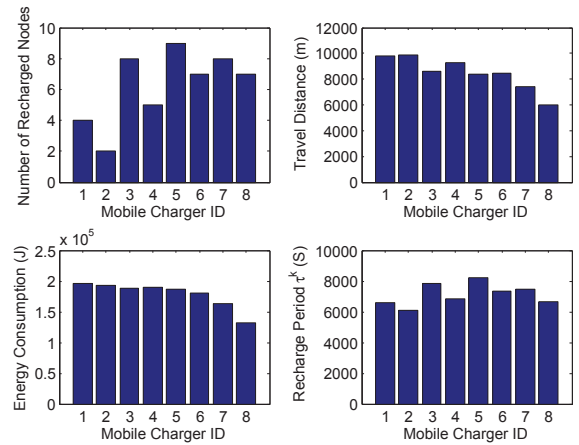 Number of Recharged Nodes
10
8
6
4
2
0
1 2 3 4 5 6 7 8
Mobile Charger ID
Travel Distance (m)
12000
10000
8000
6000
4000
2000
0
1 2 3 4 5 6 7 8
Mobile Charger ID
Energy Consumption (J)
x 10^5
2.5
2
1.5
1
0.5
0
1 2 3 4 5 6 7 8
Mobile Charger ID
Recharge Period τ^k (S)
10000
8000
6000
4000
2000
0
1 2 3 4 5 6 7 8
Mobile Charger ID